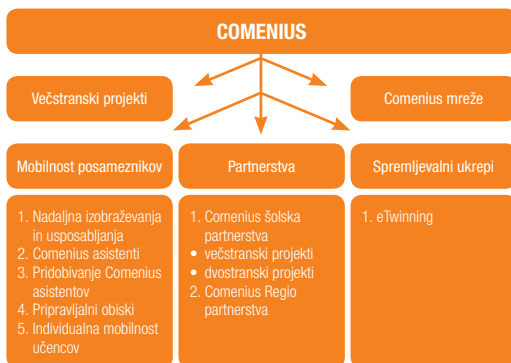 COMENIUS
Večstranski projekti
Comenius mreže
Mobilnost posameznikov
Partnerstva
Spremljevalni ukrepi
1. Nadaljna izobraževanja
in usposabljanja
2. Comenius asistenti
3. Pridobivanje Comenius
asistentov
4. Pripravljalni obiski
5. Individualna mobilnost
učencov
1. Comenius šolska
partnerstva
• večstranski projekti
• dvostranski projekti
2. Comenius Regio
partnerstva
1. eTwinning